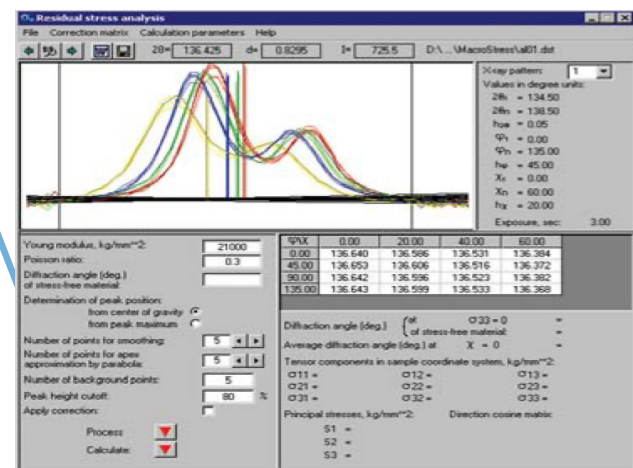 Residual stress analysis
File Correction matrix Calculation parameters Help
2θ= 136.425 d= 0.8295 I= 725.5 D:\...\MacroStress\al01.dst
X-ray pattern: 1
Values in degree units:
= 134.50
= 138.50
= 0.05
= 0.00
= 135.00
= 45.00
= 0.00
= 60.00
= 20.00
Exposure, sec: 3.00
Young modulus, kg/mm**2: 21000
Poisson ratio: 0.3
Diffraction angle (deg.)
of stress-free material:
Determination of peak position:
from center of gravity
from peak maximum
Number of points for smoothing: 5
Number of points for apex
approximation by parabola: 5
Number of background points: 5
Peak height cutoff: 80 %
Apply correction:
Process
Calculate:
φ\X 0.00 20.00 40.00 60.00
0.00 136.640 136.586 136.531 136.384
45.00 136.653 136.606 136.516 136.372
90.00 136.642 136.596 136.523 136.382
135.00 136.643 136.599 136.533 136.368
Diffraction angle (deg.) { at σ33=0 =
of stress-free material: =
Average diffraction angle (deg.) at X = 0 =
Tensor components in sample coordinate system, kg/mm**2:
σ11 = σ12 = σ13 =
σ21 = σ22 = σ23 =
σ31 = σ32 = σ33 =
Principal stresses, kg/mm**2: Direction cosine matrix:
S1 =
S2 =
S3 =